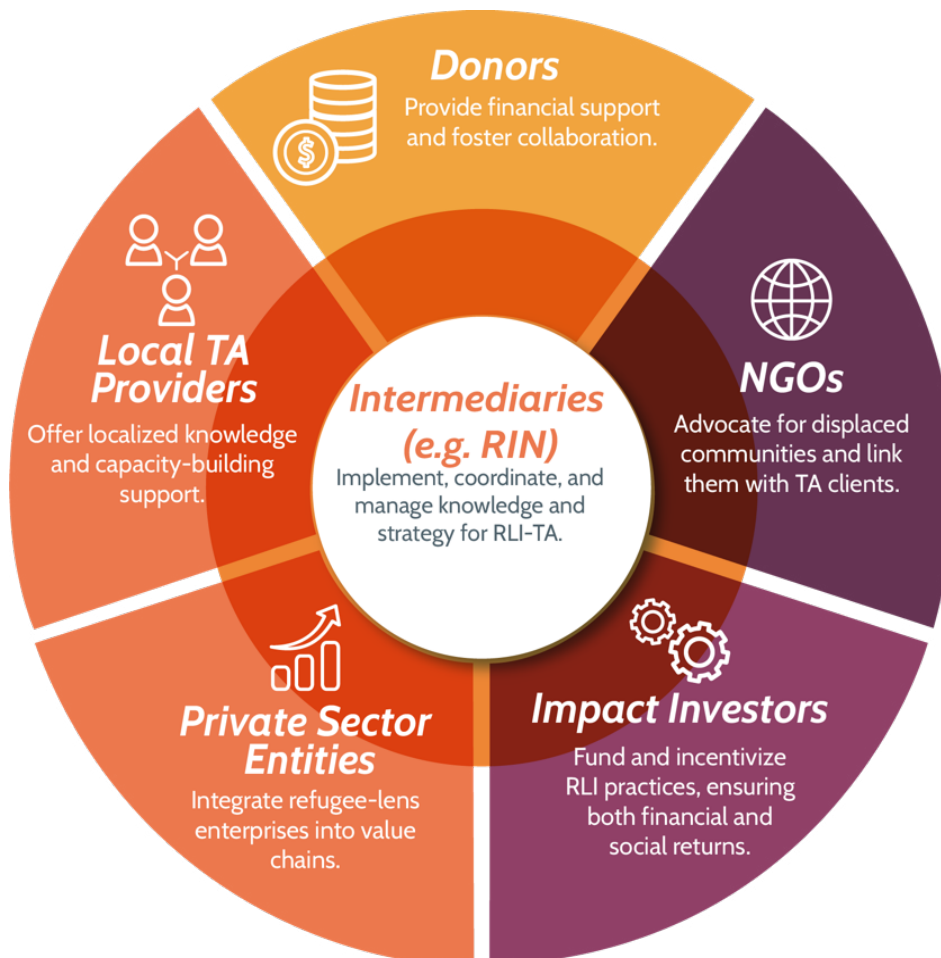 Donors
Provide financial support
and foster collaboration.
NGOs
Advocate for displaced
communities and link
them with TA clients.
Impact Investors
Fund and incentivize
RLI practices, ensuring
both financial and
social returns.
Private Sector
Entities
Integrate refugee-lens
enterprises into value
chains.
Local TA
Providers
Offer localized knowledge
and capacity-building
support.
Intermediaries
(e.g. RIN)
Implement, coordinate, and
manage knowledge and
strategy for RLI-TA.
$